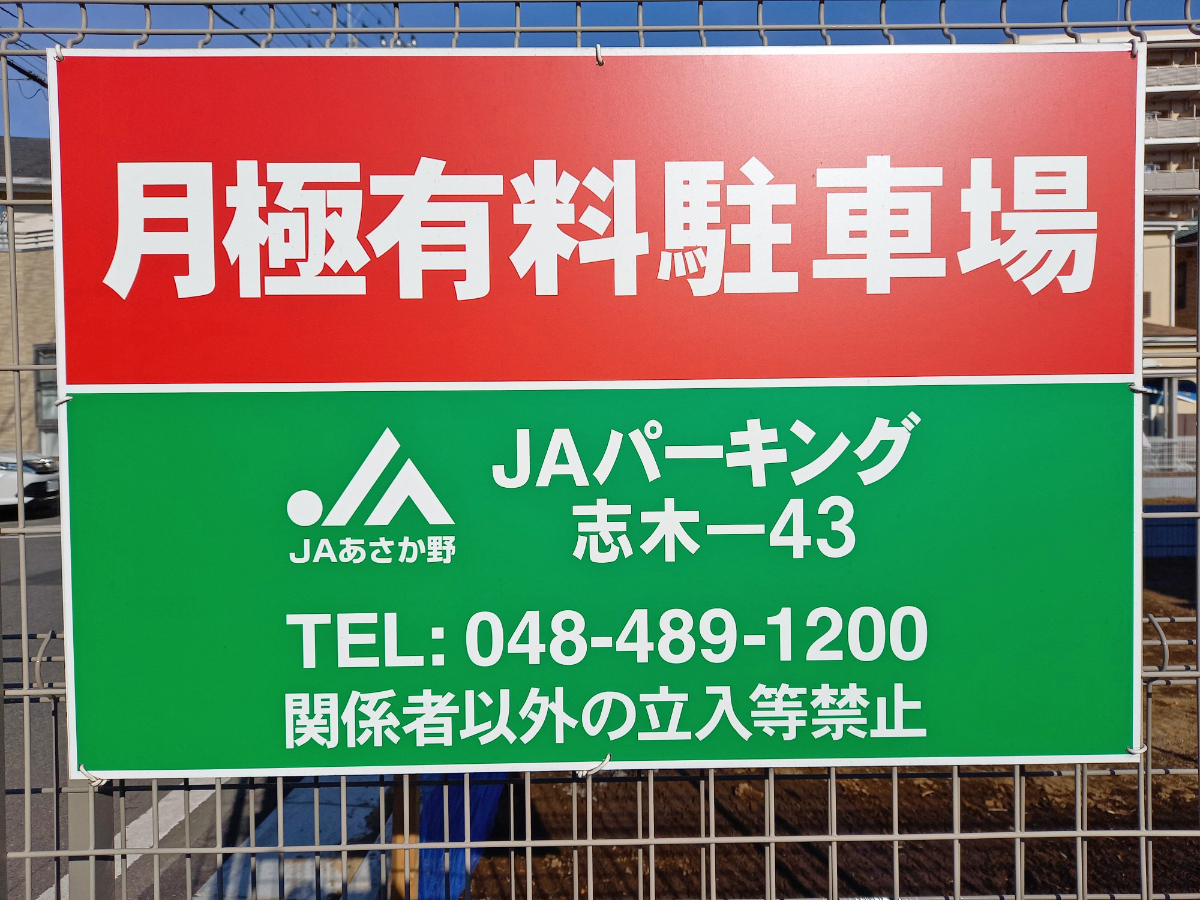 月極有料駐車場
JAパーキング
志木ー43
JAあさか野
TEL: 048-489-1200
関係者以外の立入等禁止